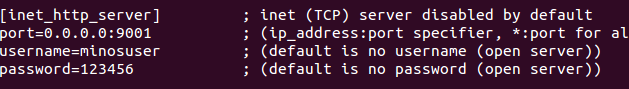 [inet_http_server]         ; inet (TCP) server disabled by default
port=0.0.0.0:9001          ; (ip_address:port specifier, *:port for al
username=minosuser         ; (default is no username (open server))
password=123456            ; (default is no password (open server))